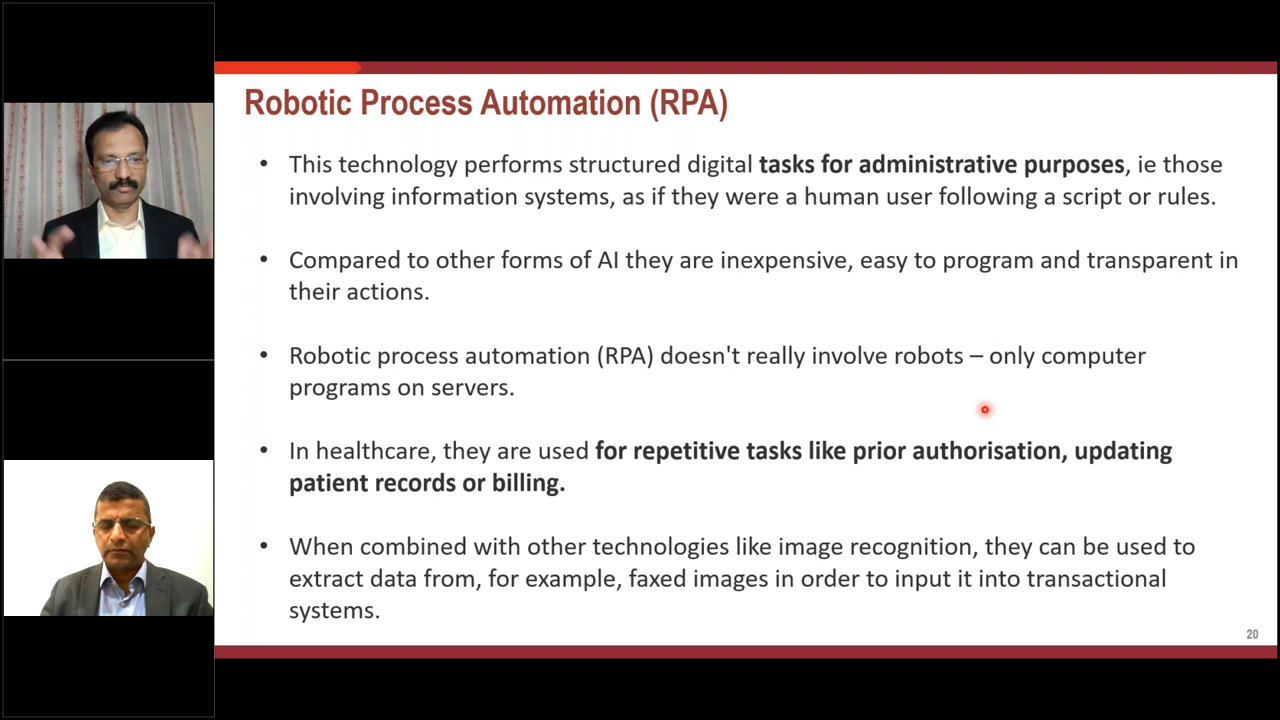 Robotic Process Automation (RPA)
• This technology performs structured digital tasks for administrative purposes, ie those
involving information systems, as if they were a human user following a script or rules.
• Compared to other forms of AI they are inexpensive, easy to program and transparent in
their actions.
• Robotic process automation (RPA) doesn't really involve robots – only computer
programs on servers.
• In healthcare, they are used for repetitive tasks like prior authorisation, updating
patient records or billing.
• When combined with other technologies like image recognition, they can be used to
extract data from, for example, faxed images in order to input it into transactional
systems.
20